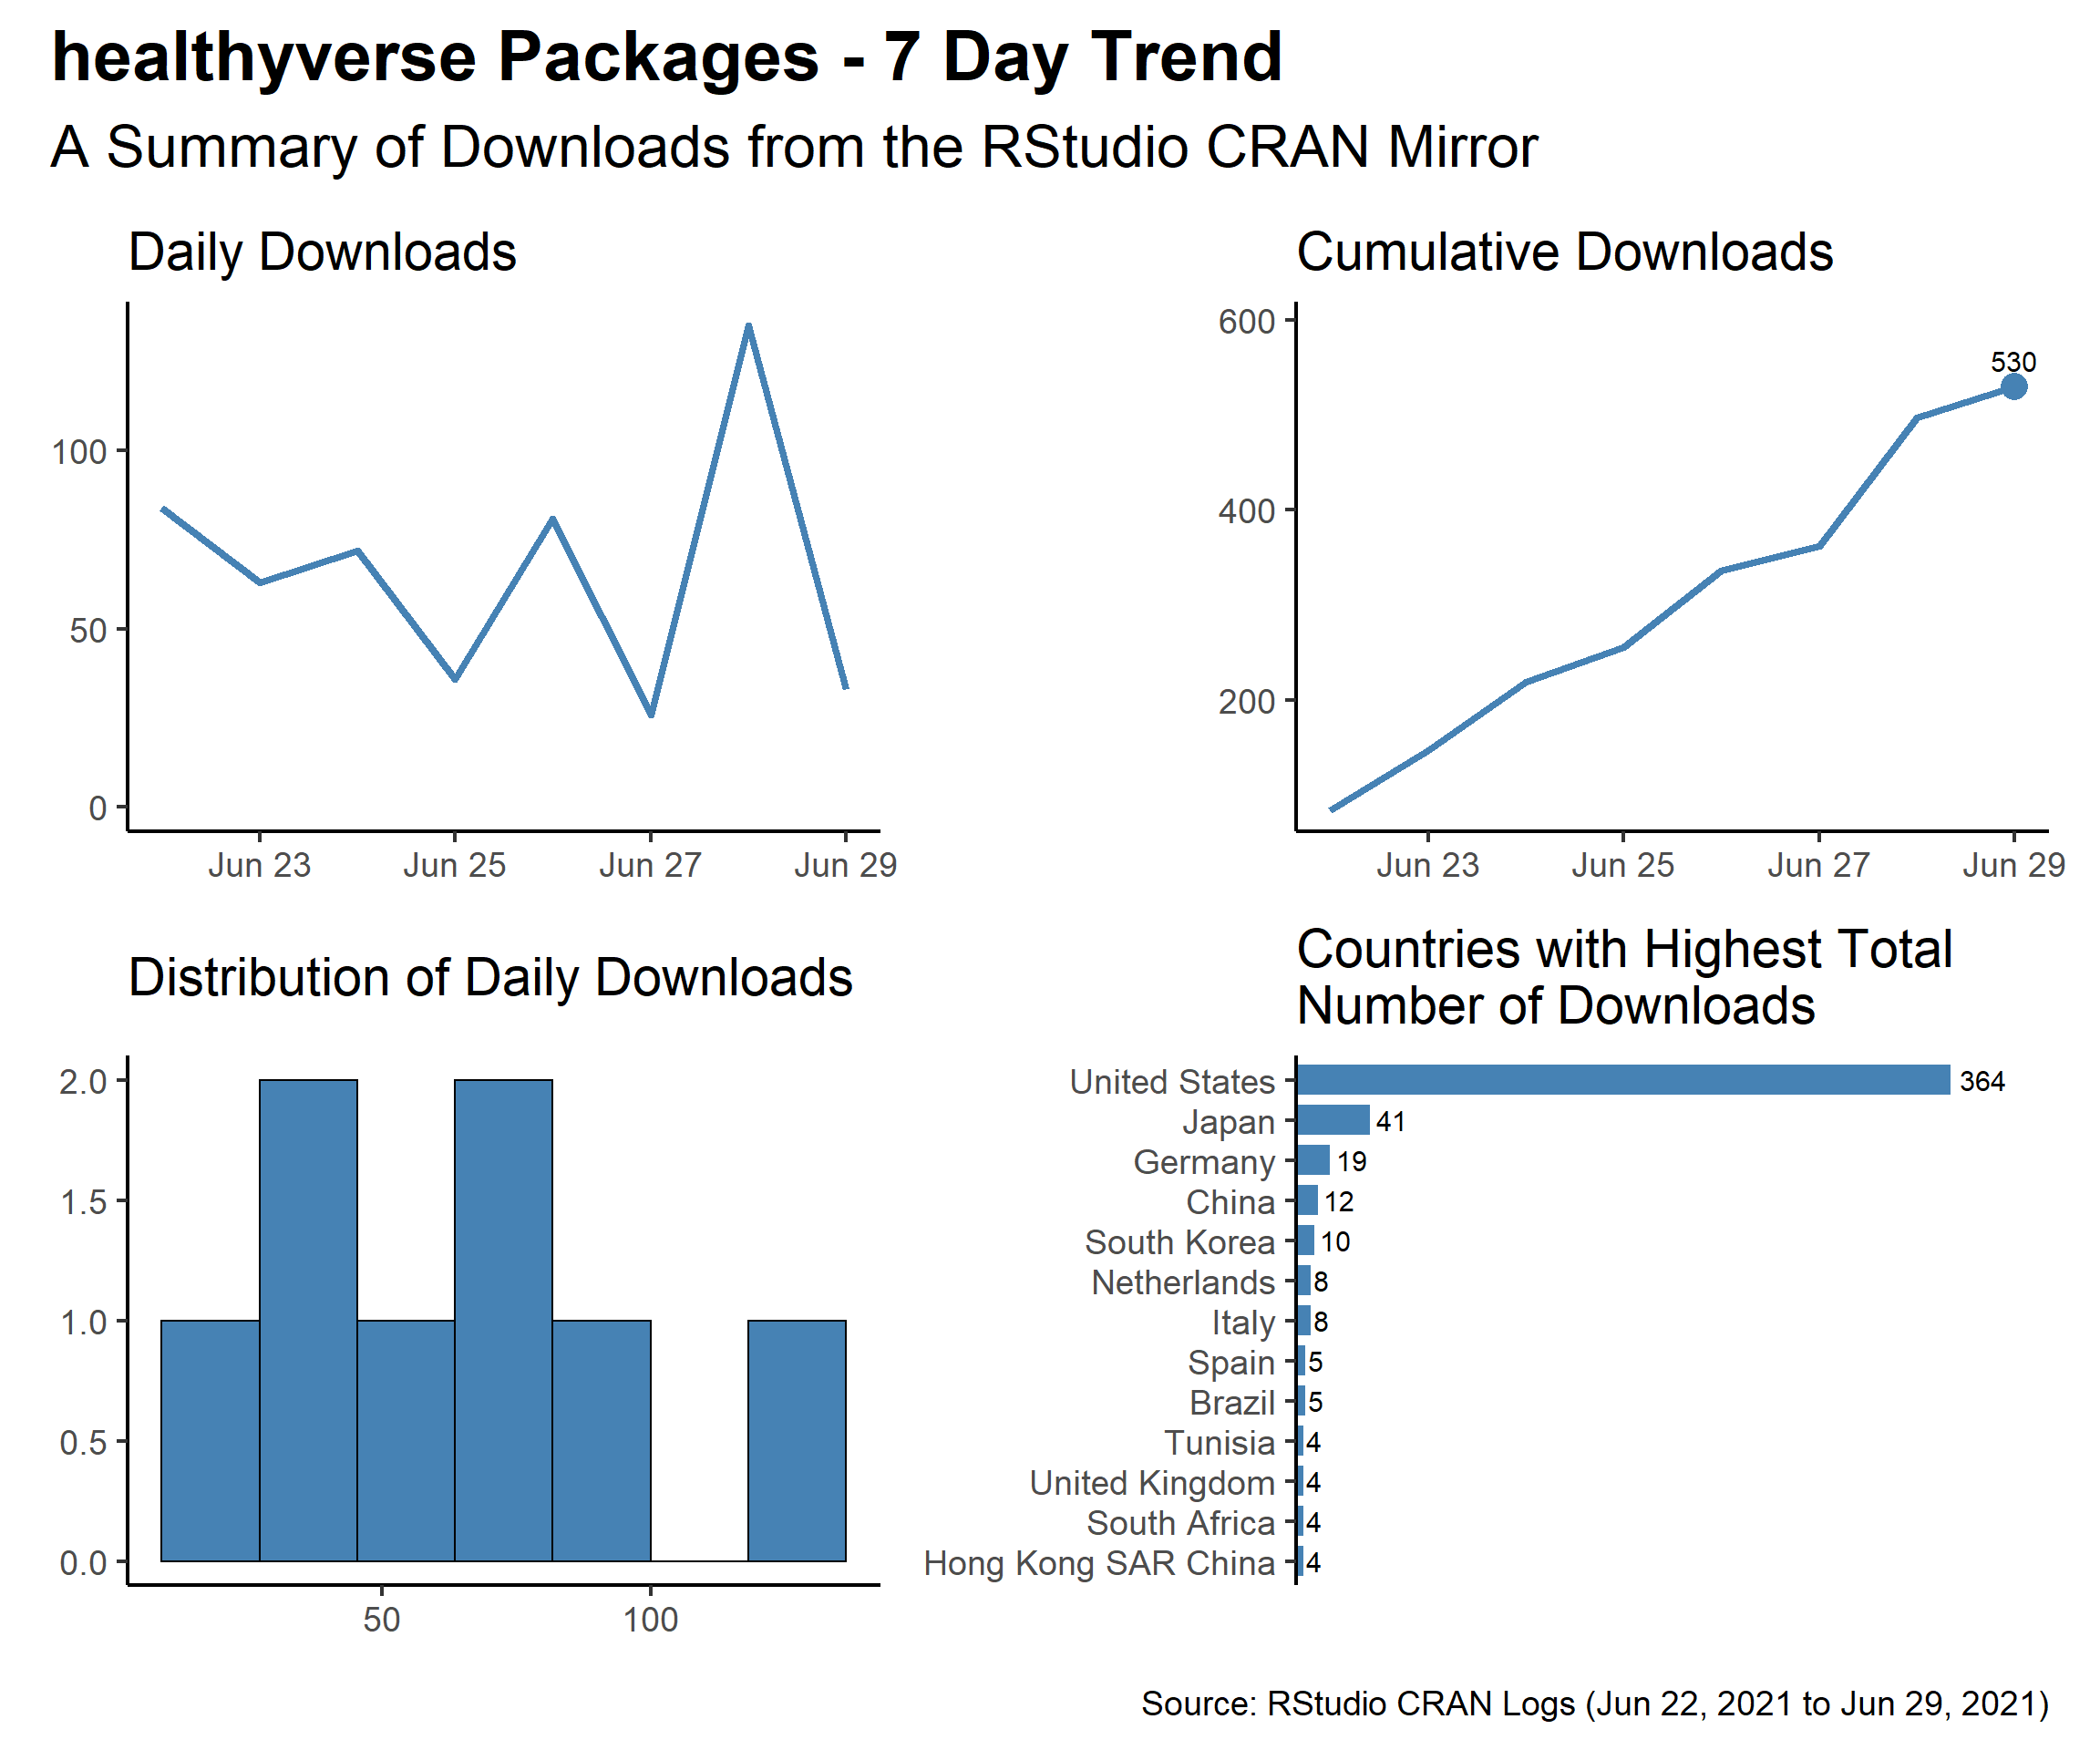 healthyverse Packages - 7 Day Trend
A Summary of Downloads from the RStudio CRAN Mirror
Daily Downloads
100
50
0
Jun 23 Jun 25 Jun 27 Jun 29
Cumulative Downloads
600
400
200
530
Jun 23 Jun 25 Jun 27 Jun 29
Distribution of Daily Downloads
2.0
1.5
1.0
0.5
0.0
50 100
Countries with Highest Total
Number of Downloads
United States 364
Japan 41
Germany 19
China 12
South Korea 10
Netherlands 8
Italy 8
Spain 5
Brazil 5
Tunisia 4
United Kingdom 4
South Africa 4
Hong Kong SAR China 4
Source: RStudio CRAN Logs (Jun 22, 2021 to Jun 29, 2021)